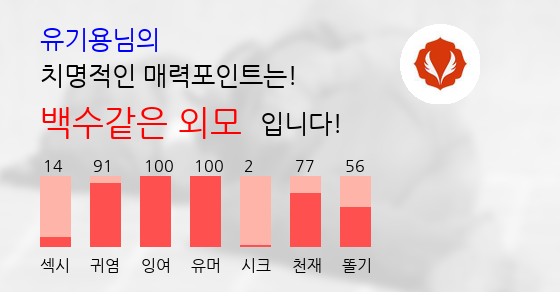 유기용님의
치명적인 매력포인트는!
백수같은 외모 입니다!
14 91 100 100 2 77 56
섹시 귀염 잉여 유머 시크 천재 똘기